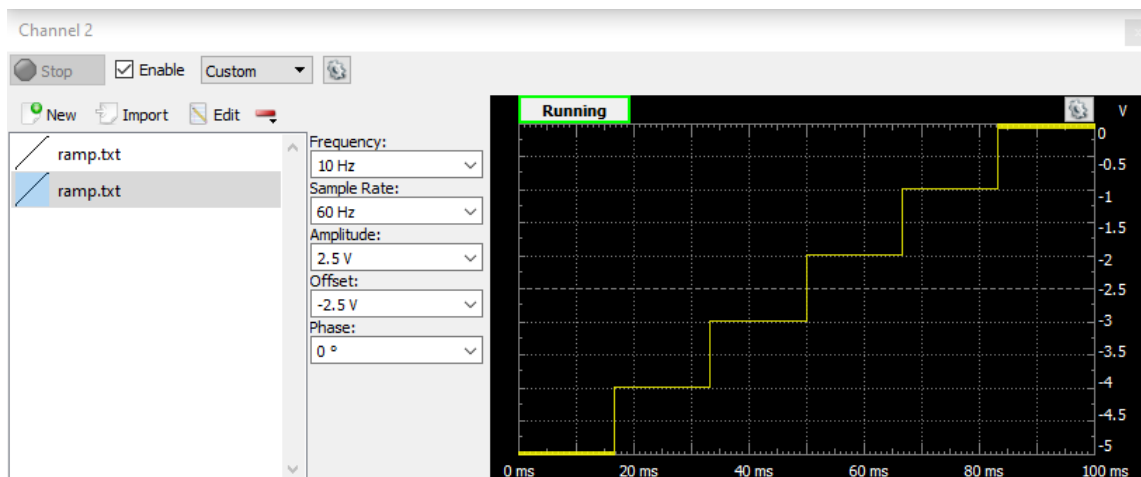 Channel 2
Stop Enable Custom
New Import Edit
ramp.txt
ramp.txt
Frequency:
10 Hz
Sample Rate:
60 Hz
Amplitude:
2.5 V
Offset:
-2.5 V
Phase:
0 °
Running V
0
-0.5
-1
-1.5
-2
-2.5
-3
-3.5
-4
-4.5
-5
0 ms 20 ms 40 ms 60 ms 80 ms 100 ms